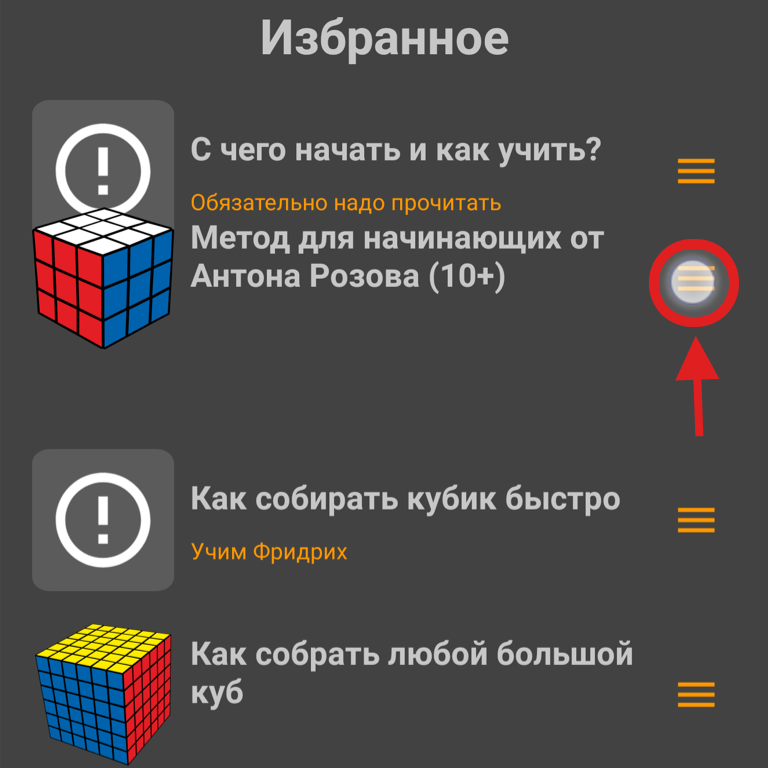 Избранное
С чего начать и как учить?
Обязательно надо прочитать
Метод для начинающих от
Антона Розова (10+)
Как собирать кубик быстро
Учим Фридрих
Как собрать любой большой
куб